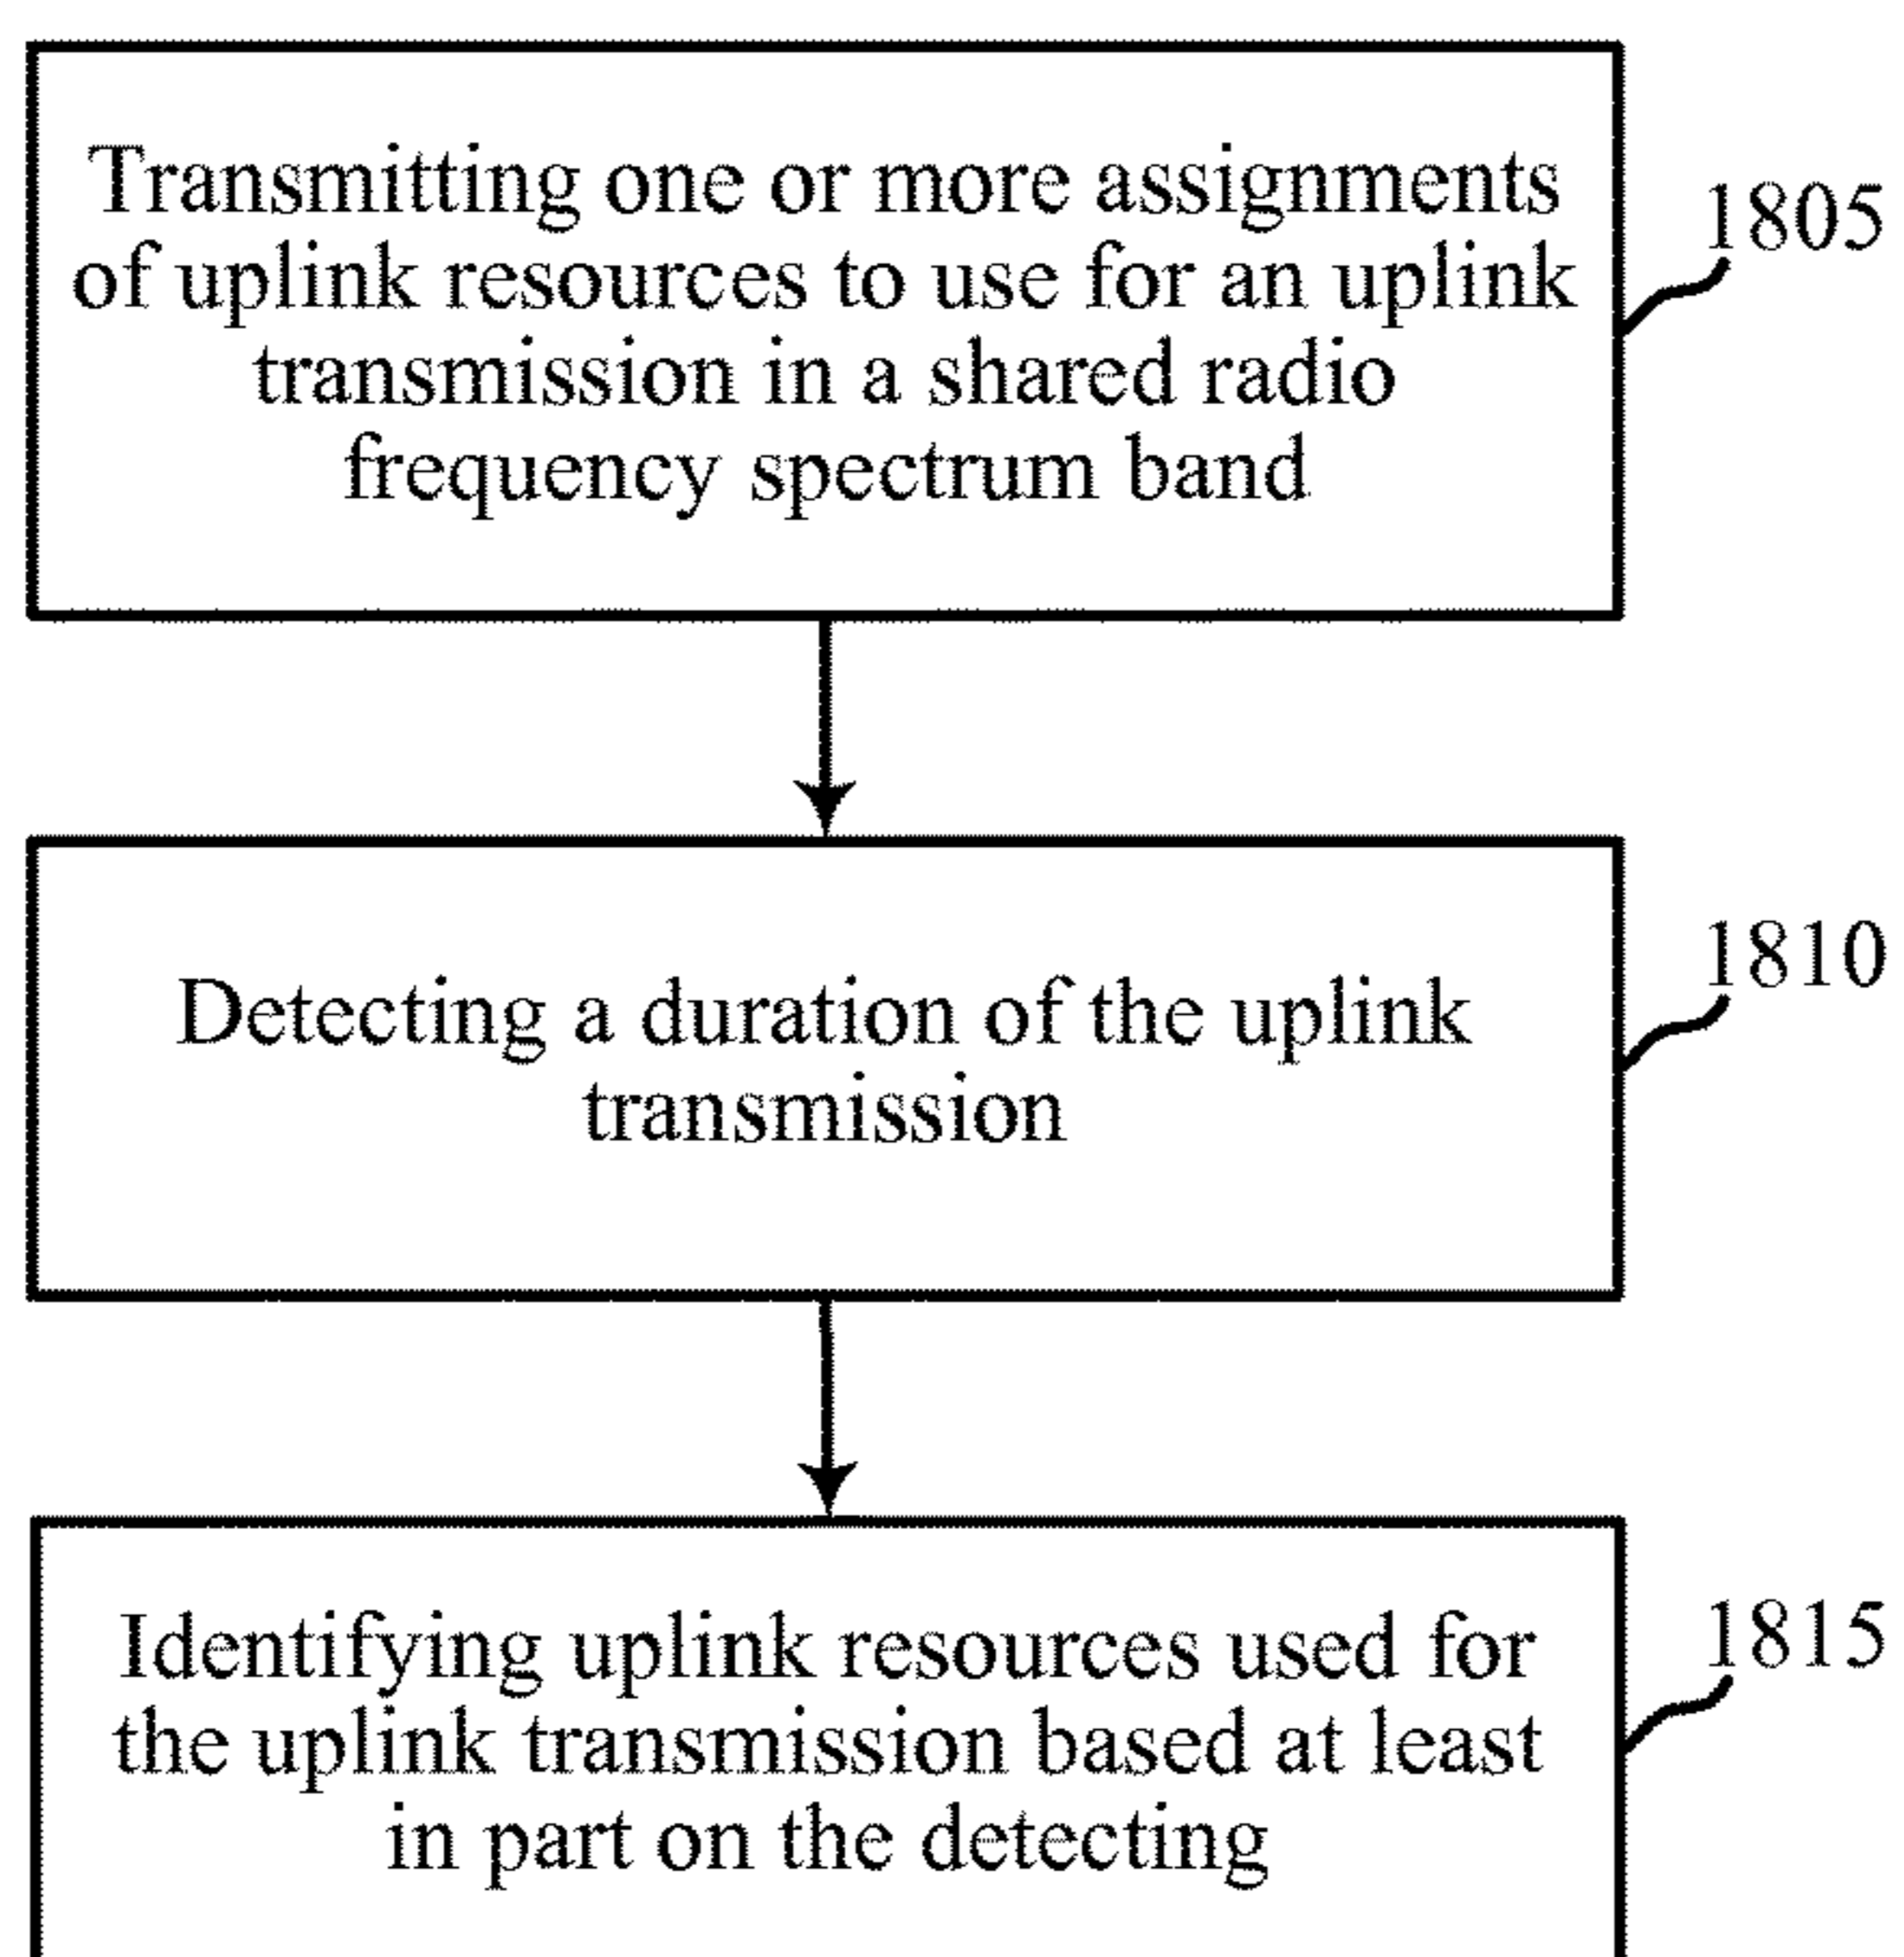 Transmitting one or more assignments
of uplink resources to use for an uplink
transmission in a shared radio
frequency spectrum band
1805
Detecting a duration of the uplink
transmission
1810
Identifying uplink resources used for
the uplink transmission based at least
in part on the detecting
1815